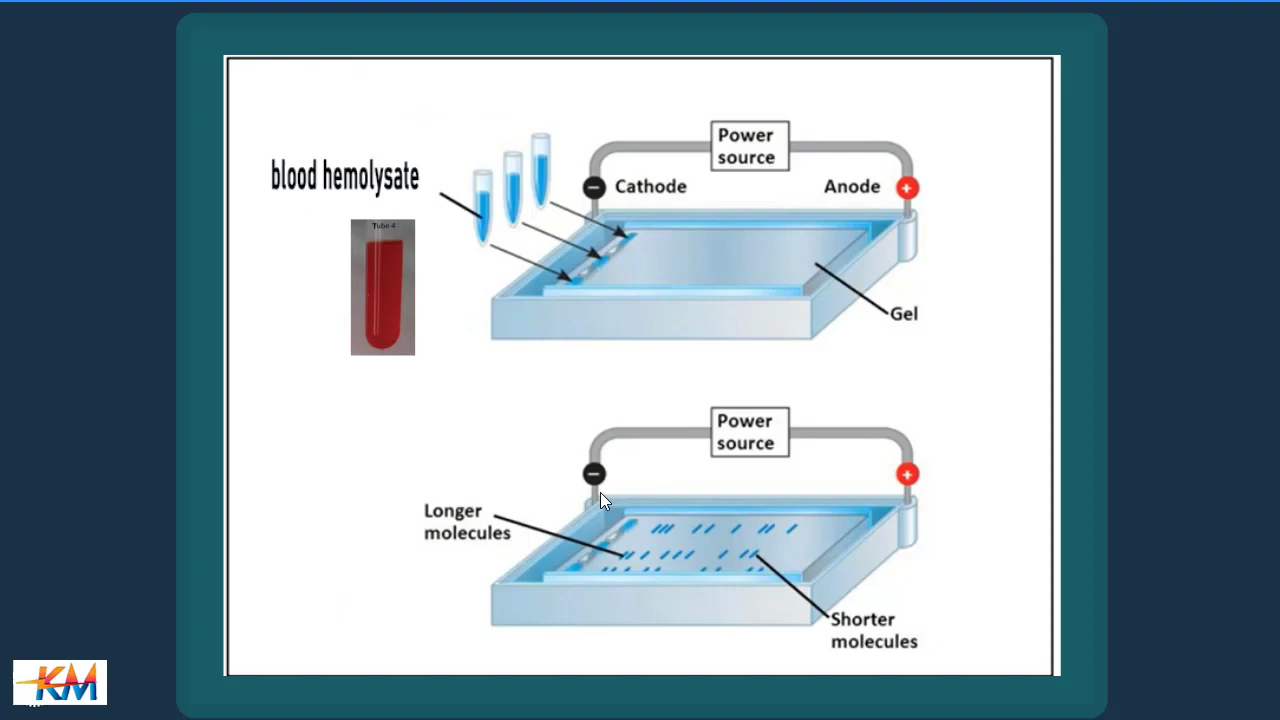 Power
source
blood hemolysate
Cathode
Anode
Tube 4
Gel
Power
source
Longer
molecules
Shorter
molecules
KM